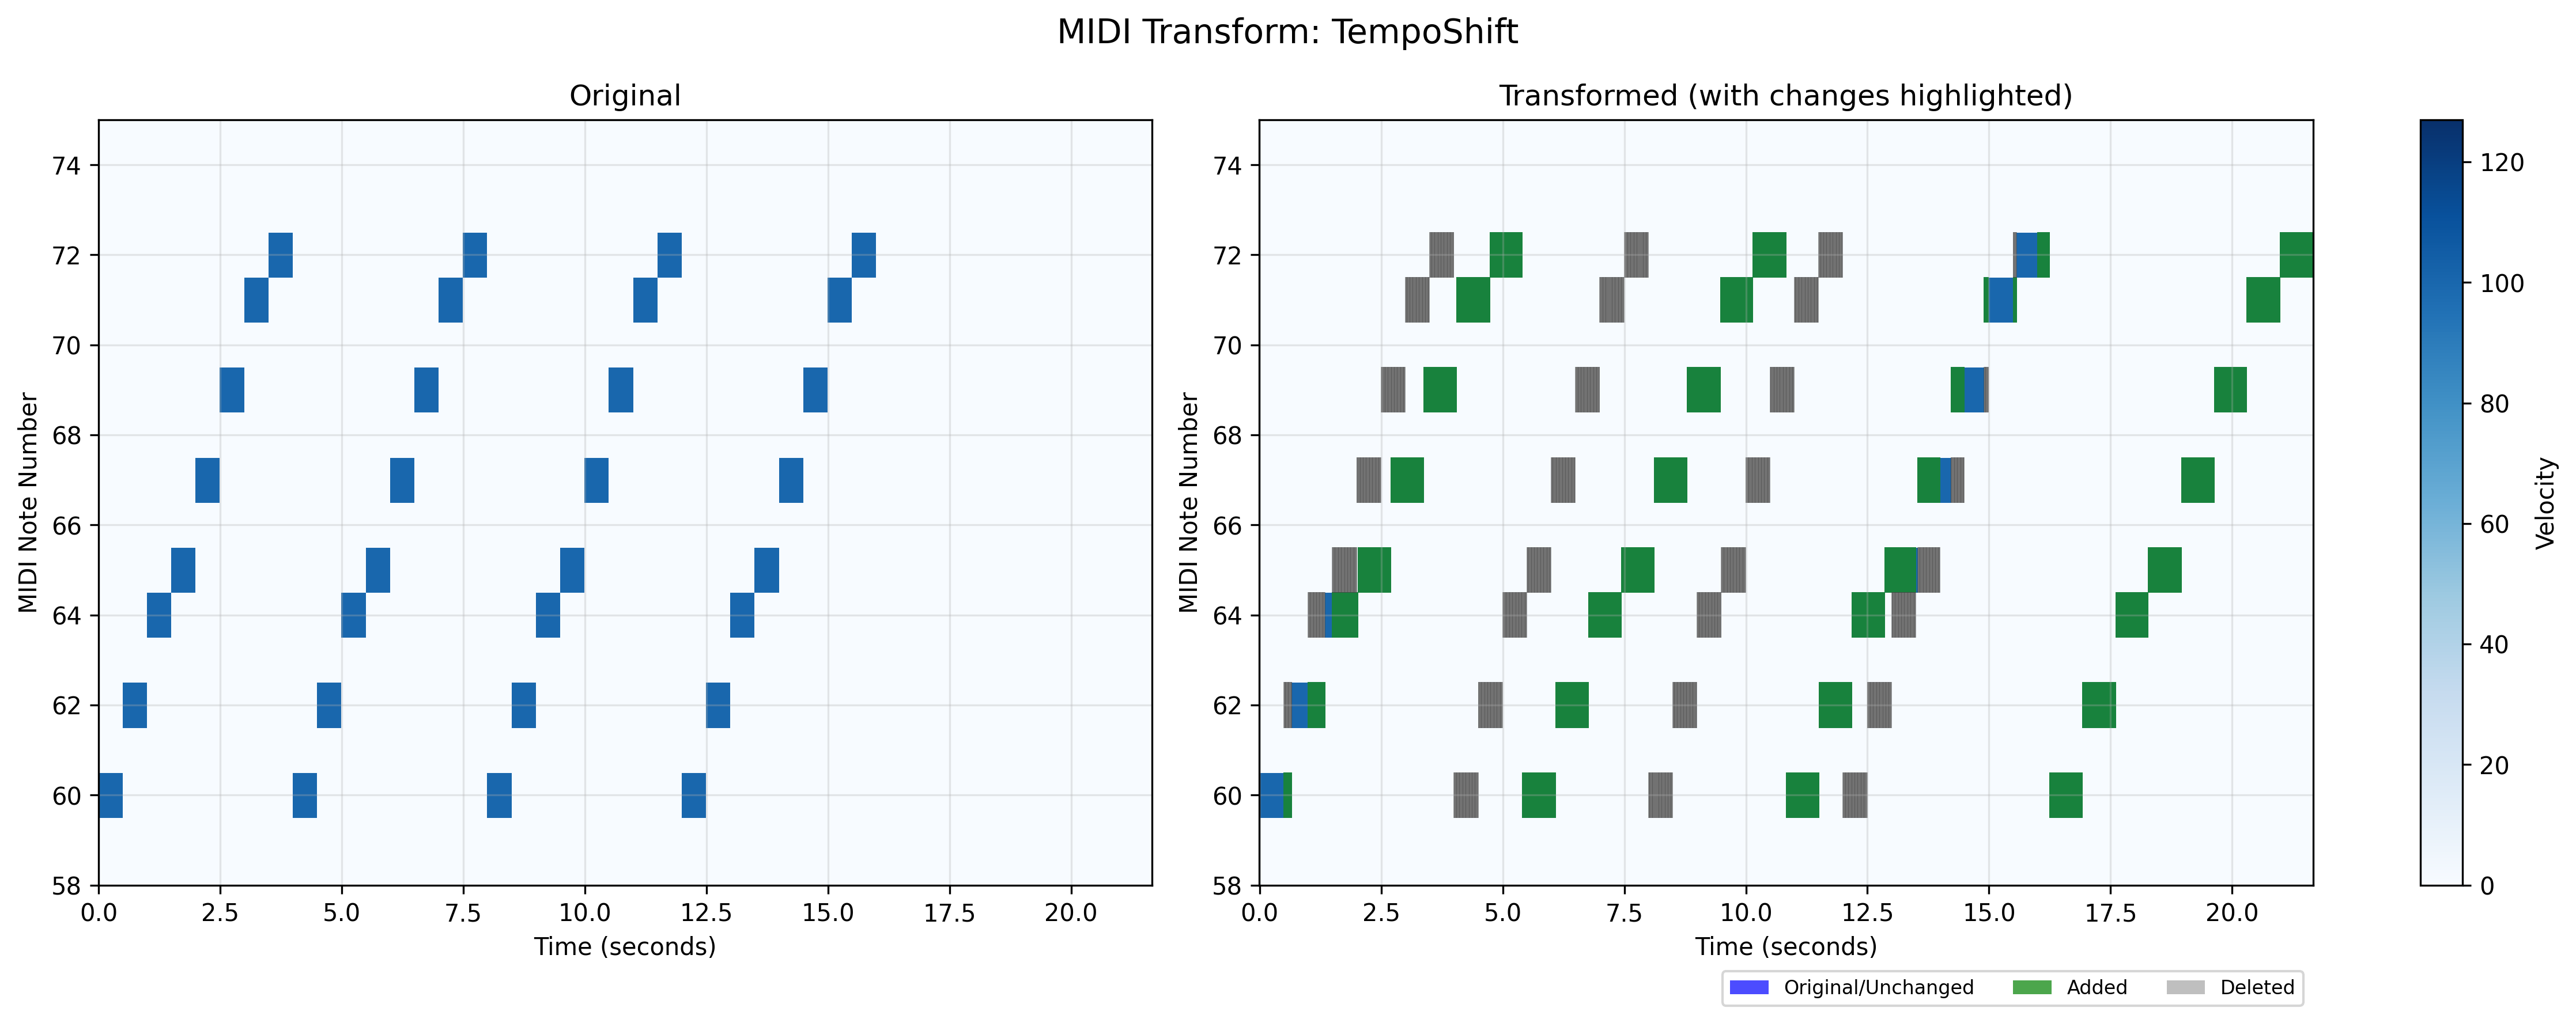 MIDI Transform: TempoShift
Original
MIDI Note Number
74
72
70
68
66
64
62
60
58
0.0 2.5 5.0 7.5 10.0 12.5 15.0 17.5 20.0
Time (seconds)
Transformed (with changes highlighted)
MIDI Note Number
74
72
70
68
66
64
62
60
58
0.0 2.5 5.0 7.5 10.0 12.5 15.0 17.5 20.0
Time (seconds)
Original/Unchanged Added Deleted
120
100
80
60
40
20
0
Velocity